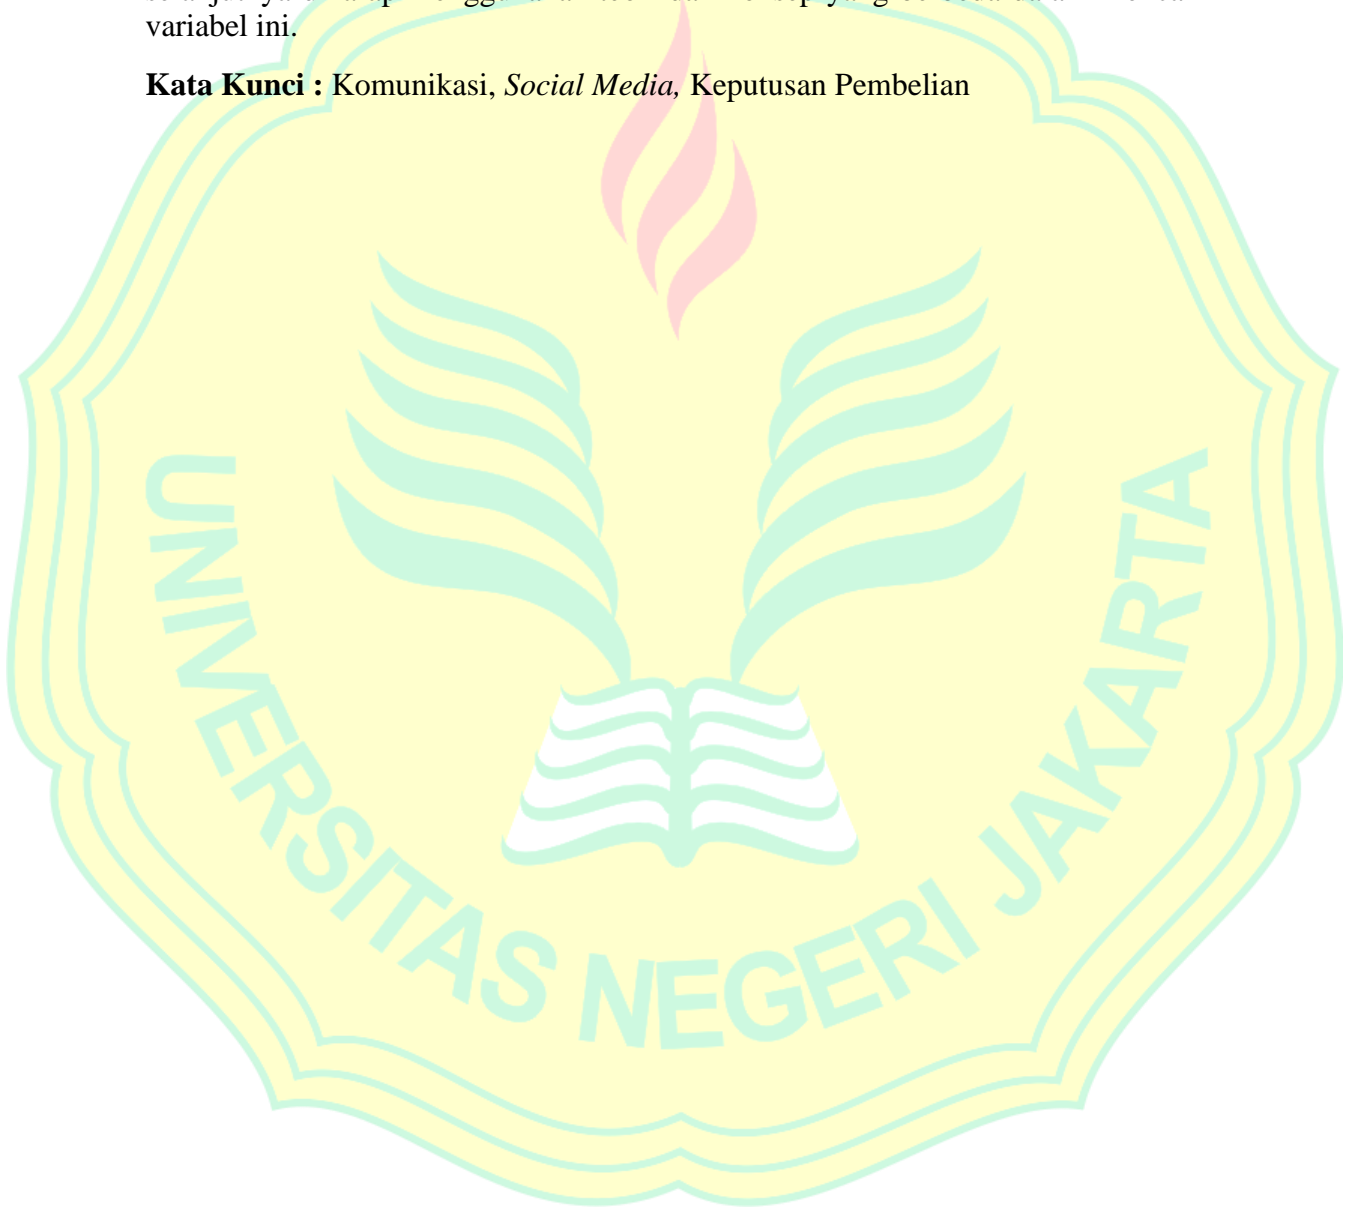 variabel ini.
Kata Kunci : Komunikasi, Social Media, Keputusan Pembelian
UNIVERSITAS NEGERI JAKARTA